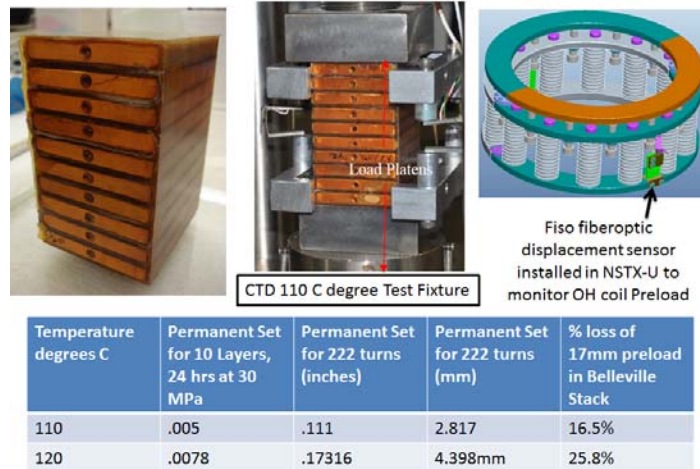 Load Platens
CTD 110 C degree Test Fixture
Fiso fiberoptic
displacement sensor
installed in NSTX-U to
monitor OH coil Preload
Temperature
degrees C
Permanent Set
for 10 Layers,
24 hrs at 30
MPa
Permanent Set
for 222 turns
(inches)
Permanent Set
for 222 turns
(mm)
% loss of
17mm preload
in Belleville
Stack
110 .005 .111 2.817 16.5%
120 .0078 .17316 4.398mm 25.8%